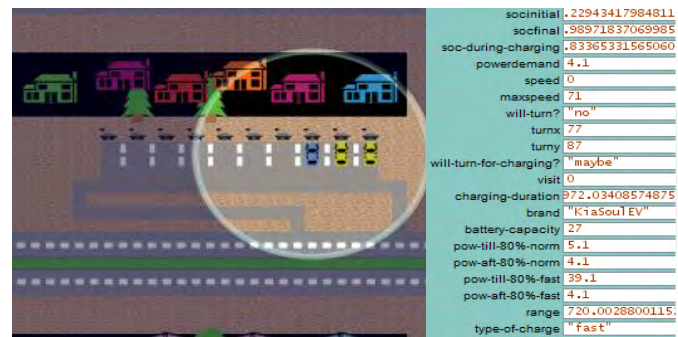 socinitial .22943417984811
socfinal .98971837069985
soc-during-charging .83365331565060
powerdemand 4.1
speed 0
maxspeed 71
will-turn? "no"
turnx 77
turny 87
will-turn-for-charging? "maybe"
visit 0
charging-duration 972.03408574875
brand "KiaSoulEV"
battery-capacity 27
pow-till-80%-norm 5.1
pow-aft-80%-norm 4.1
pow-till-80%-fast 39.1
pow-aft-80%-fast 4.1
range 720.0028800115
type-of-charge "fast"